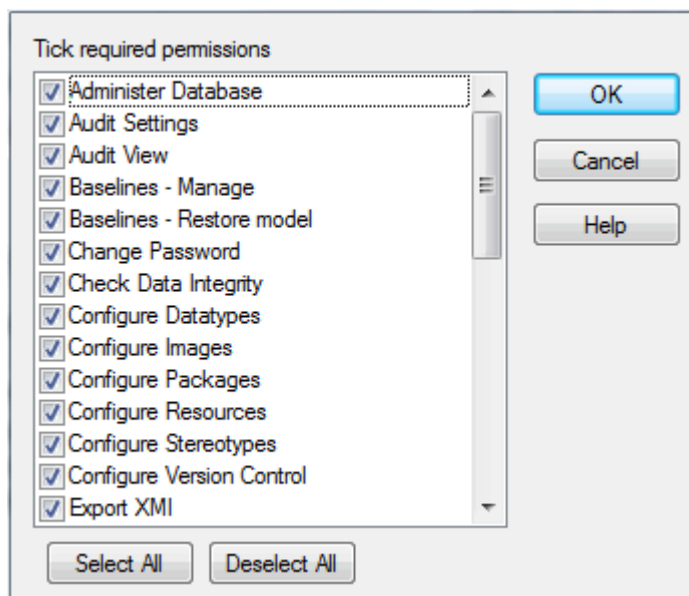 Tick required permissions
Administer Database
Audit Settings
Audit View
Baselines - Manage
Baselines - Restore model
Change Password
Check Data Integrity
Configure Datatypes
Configure Images
Configure Packages
Configure Resources
Configure Stereotypes
Configure Version Control
Export XMI
OK
Cancel
Help
Select All
Deselect All